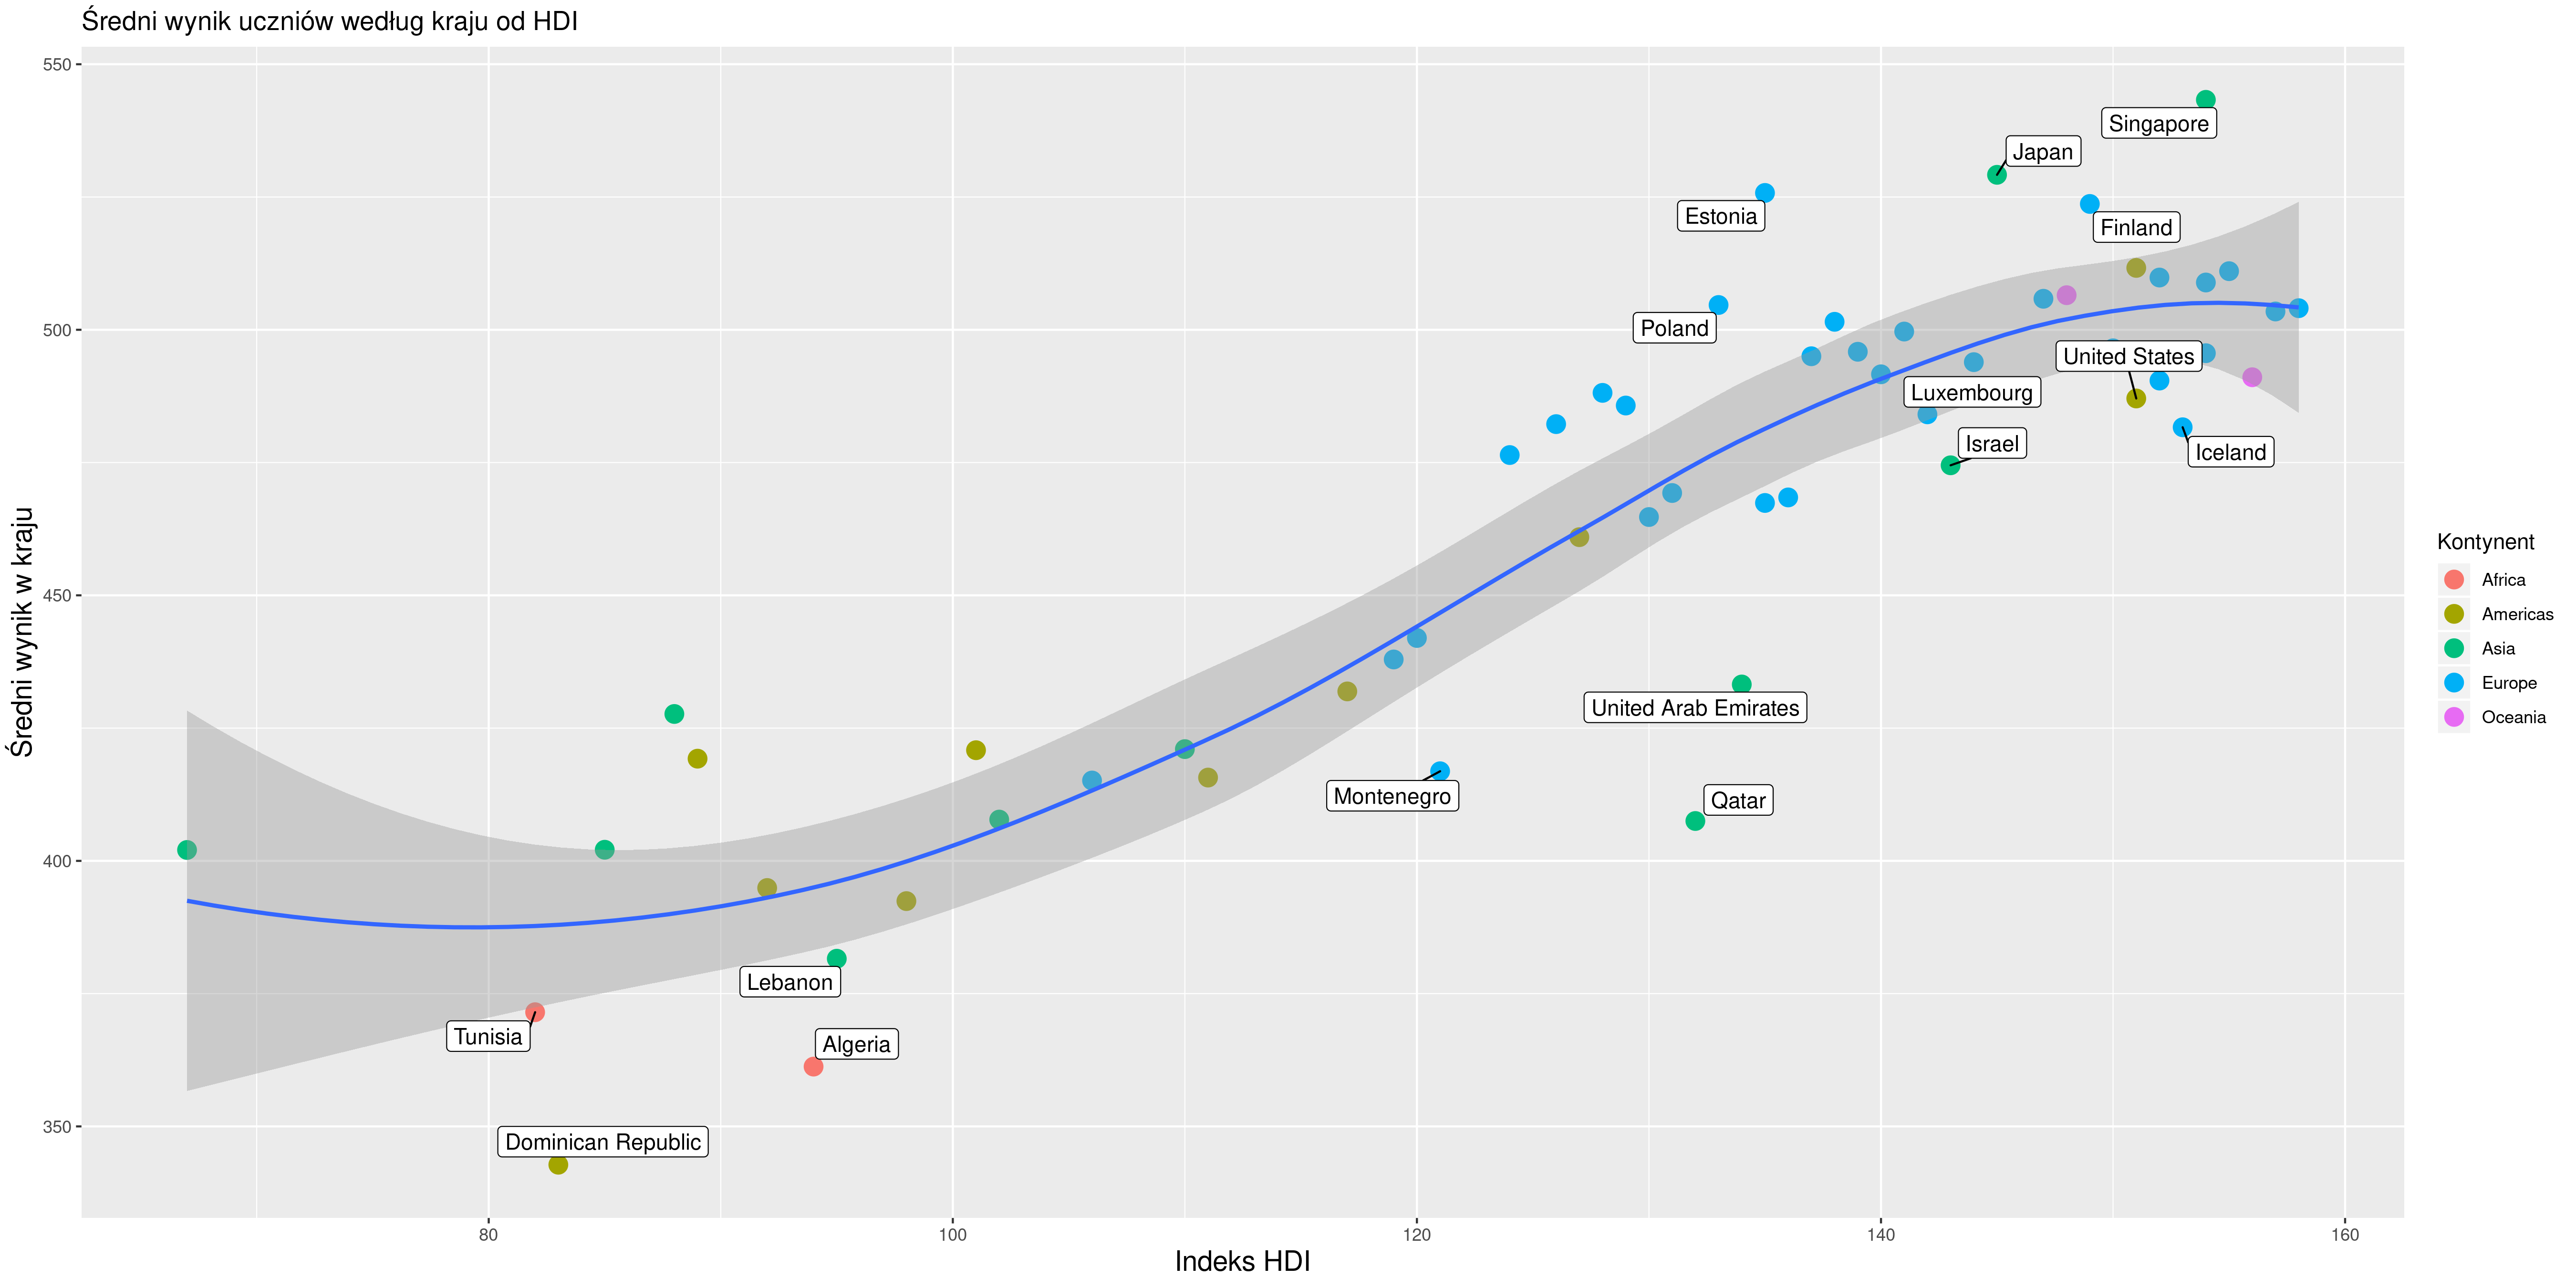 Średni wynik uczniów według kraju od HDI
550
500
450
400
350
Średni wynik w kraju
Singapore
Japan
Estonia
Finland
Poland
United States
Luxembourg
Israel
Iceland
United Arab Emirates
Montenegro
Qatar
Lebanon
Tunisia
Algeria
Dominican Republic
80
100
120
140
160
Indeks HDI
Kontynent
Africa
Americas
Asia
Europe
Oceania